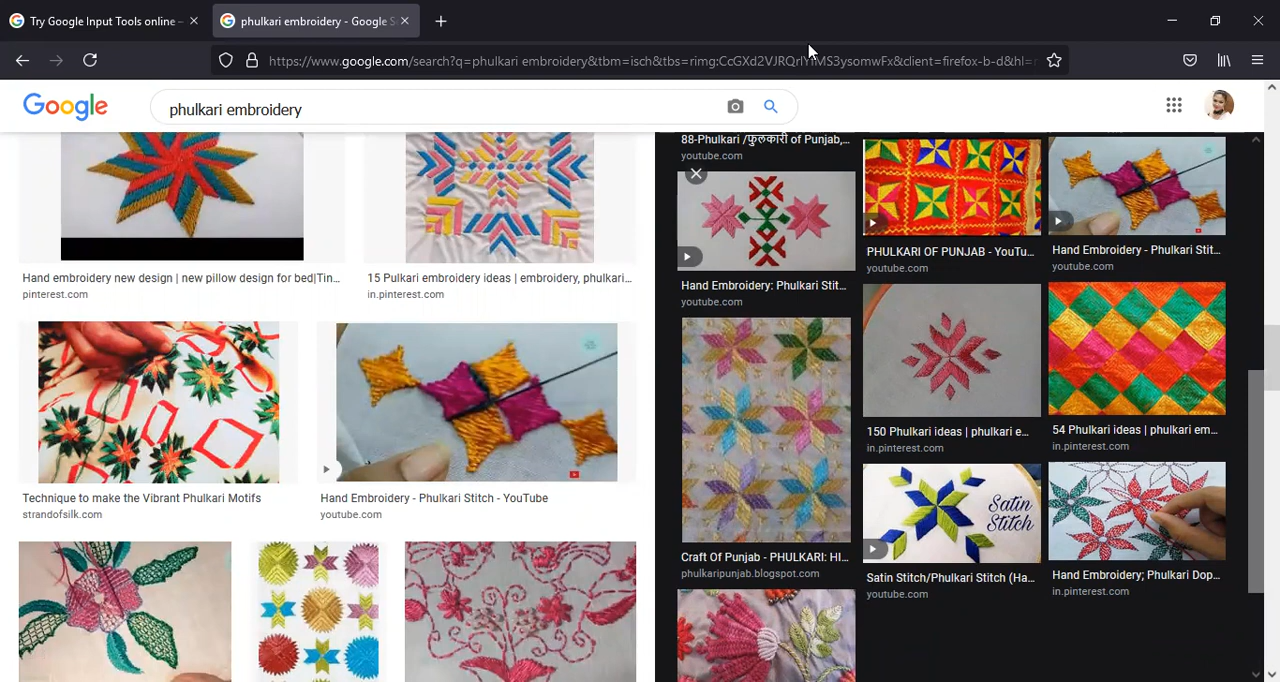 Try Google Input Tools online –
phulkari embroidery - Google S
https://www.google.com/search?q=phulkari embroidery&tbm=isch&tbs=rimg:CcGXd2VJRQrlYIMS3ysomwFx&client=firefox-b-d&hl=
Google
phulkari embroidery
Hand embroidery new design | new pillow design for bed|Tin...
pinterest.com
15 Pulkari embroidery ideas | embroidery, phulkari...
in.pinterest.com
Technique to make the Vibrant Phulkari Motifs
strandofsilk.com
Hand Embroidery - Phulkari Stitch - YouTube
youtube.com
88-Phulkari /फुलकारी of Punjab,...
youtube.com
Hand Embroidery: Phulkari Stit...
youtube.com
PHULKARI OF PUNJAB - YouTu...
youtube.com
Hand Embroidery - Phulkari Stit...
youtube.com
150 Phulkari ideas | phulkari e...
in.pinterest.com
54 Phulkari ideas | phulkari em...
in.pinterest.com
Craft Of Punjab - PHULKARI: HI...
phulkaripunjab.blogspot.com
Satin
Stitch
Satin Stitch/Phulkari Stitch (Ha...
youtube.com
Hand Embroidery; Phulkari Dop...
in.pinterest.com